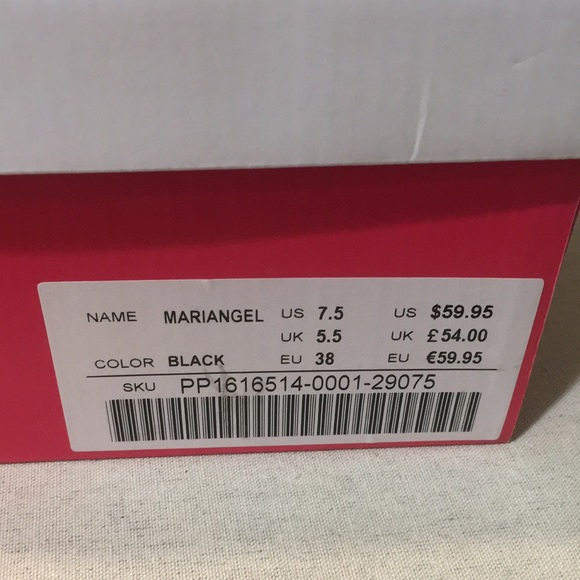 NAME MARIANGEL US 7.5 US $59.95
UK 5.5 UK £54.00
COLOR BLACK EU 38 EU €59.95
SKU PP1616514-0001-29075